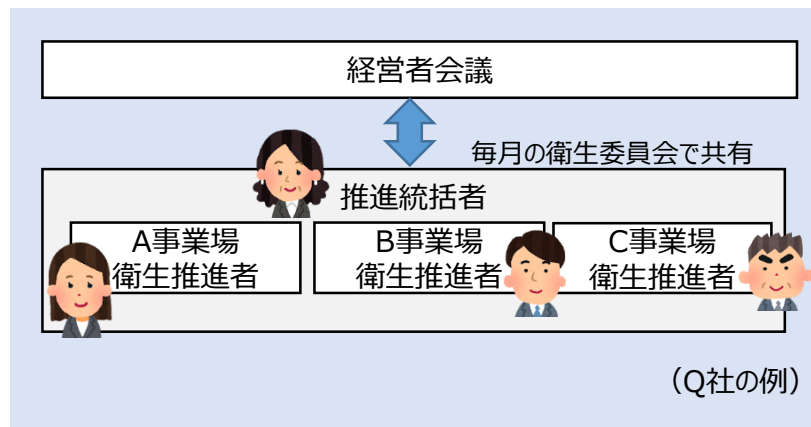 経営者会議
毎月の衛生委員会で共有
推進統括者
A事業場
衛生推進者
B事業場
衛生推進者
C事業場
衛生推進者
（Q社の例）